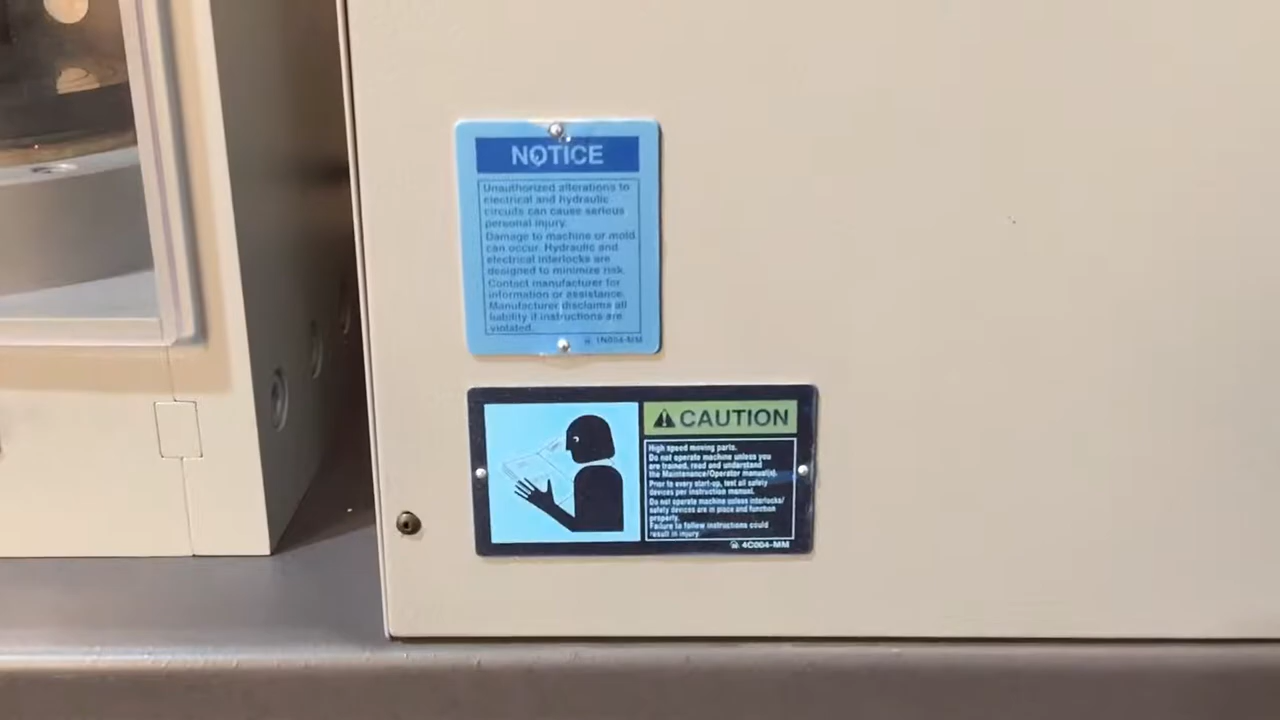 NOTICE
Unauthorized alterations to
electrical and hydraulic
circuits can cause serious
personal injury.
Damage to machine or mold
can occur. Hydraulic and
electrical interlocks are
designed to minimize risk.
Contact manufacturer for
information or assistance.
Manufacturer disclaims all
liability if instructions are
violated.
1N004-MM
CAUTION
High speed moving parts.
Do not operate machine unless you
are trained, read and understand
the Maintenance/Operator manual(s).
Prior to every start-up, test all safety
devices per instruction manual.
Do not operate machine unless interlocks/
safety devices are in place and function
properly.
Failure to follow instructions could
result in injury
4C004-MM